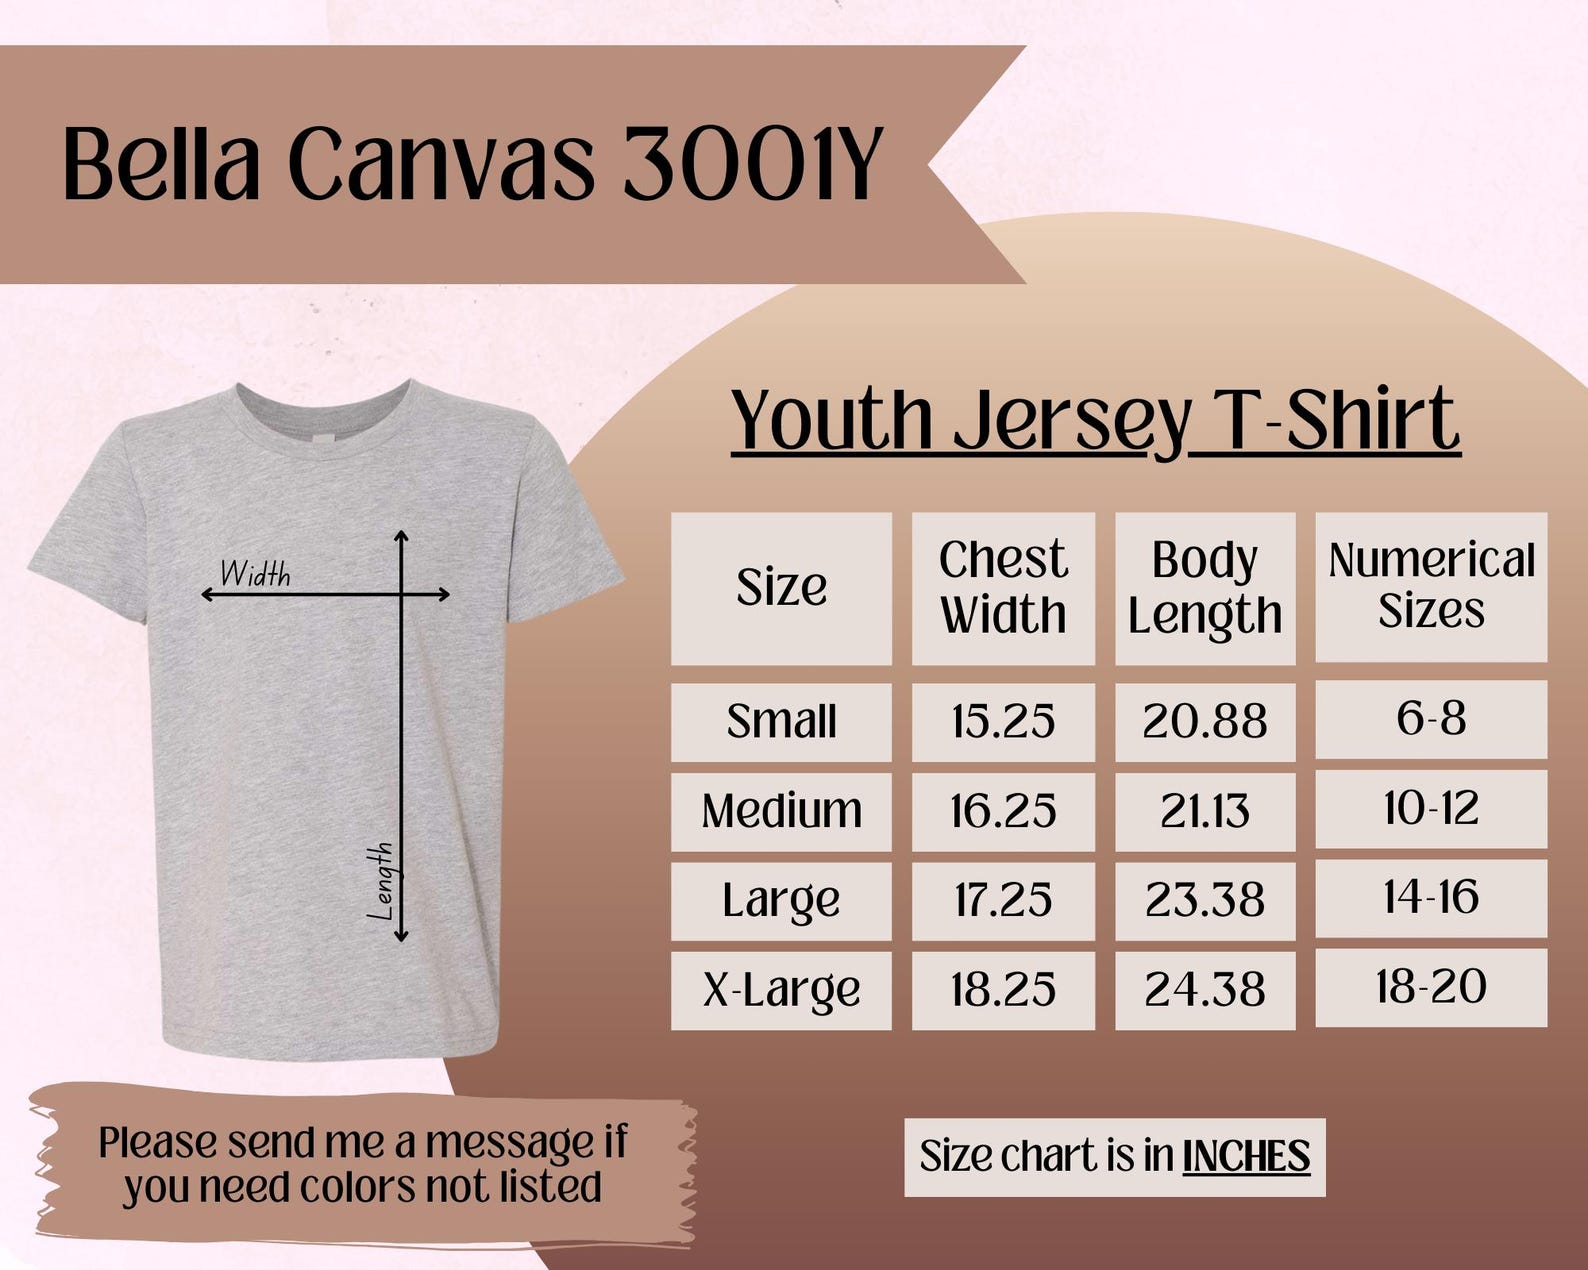 Bella Canvas 3001Y
Youth Jersey T-Shirt
Size
Chest
Width
Body
Length
Numerical
Sizes
Small 15.25 20.88 6-8
Medium 16.25 21.13 10-12
Large 17.25 23.38 14-16
X-Large 18.25 24.38 18-20
Width
Length
Please send me a message if
you need colors not listed
Size chart is in INCHES